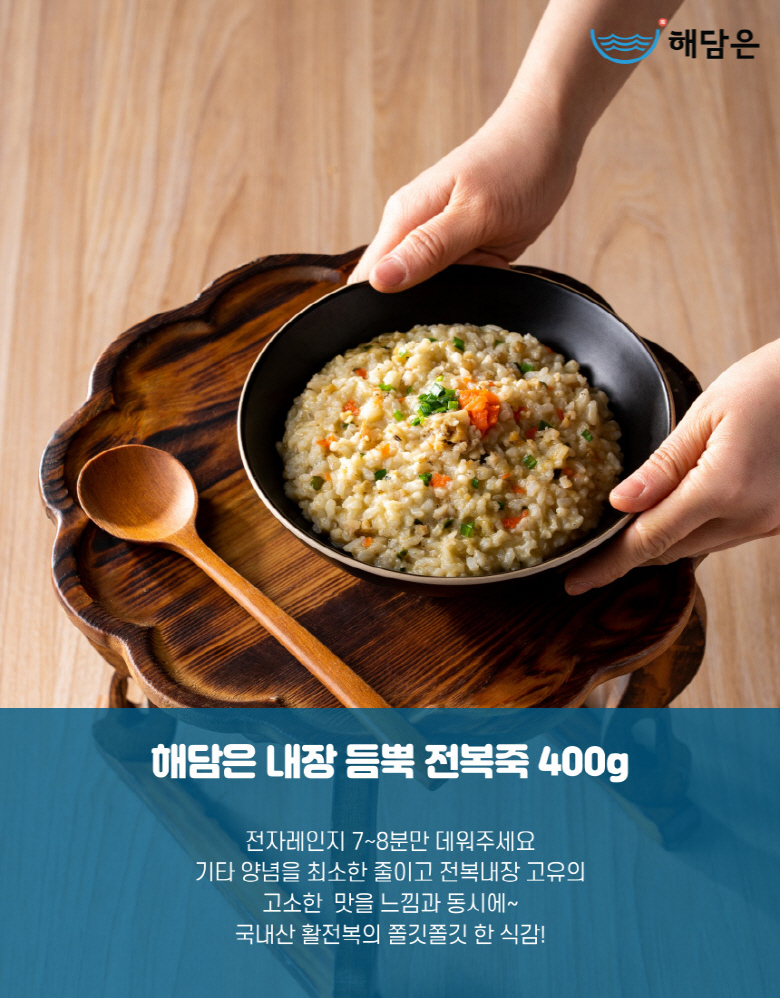 해담은
해담은 내장 듬뿍 전복죽 400g
전자레인지 7~8분만 데워주세요
기타 양념을 최소한 줄이고 전복내장 고유의
고소한 맛을 느낌과 동시에~
국내산 활전복의 쫄깃쫄깃 한 식감!